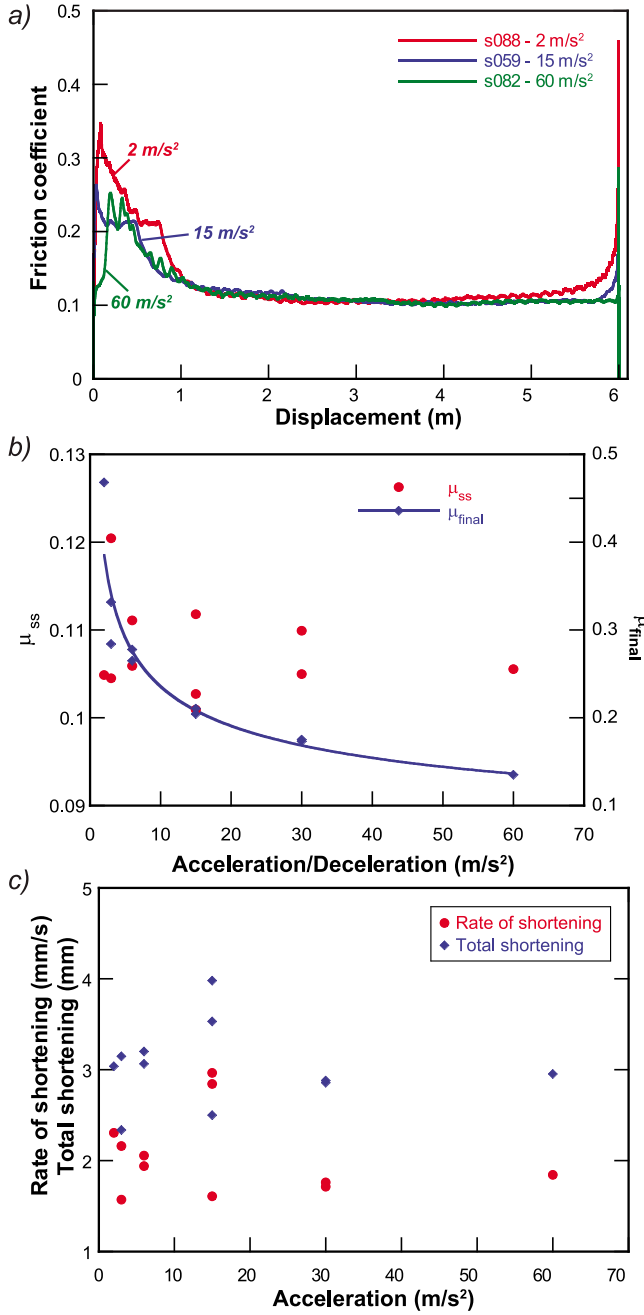 a)
0.5
0.4
0.3
0.2
0.1
0
Friction coefficient
s088 - 2 m/s²
s059 - 15 m/s²
s082 - 60 m/s²
2 m/s²
15 m/s²
60 m/s²
0 1 2 3 4 5 6
Displacement (m)
b)
0.13
0.12
0.11
0.1
0.09
μ ss
μss
μfinal
0.5
0.4
0.3
0.2
0.1
μfinal
0 10 20 30 40 50 60 70
Acceleration/Deceleration (m/s²)
c)
5
4
3
2
1
Rate of shortening (mm/s)
Total shortening (mm)
Rate of shortening
Total shortening
0 10 20 30 40 50 60 70
Acceleration (m/s²)